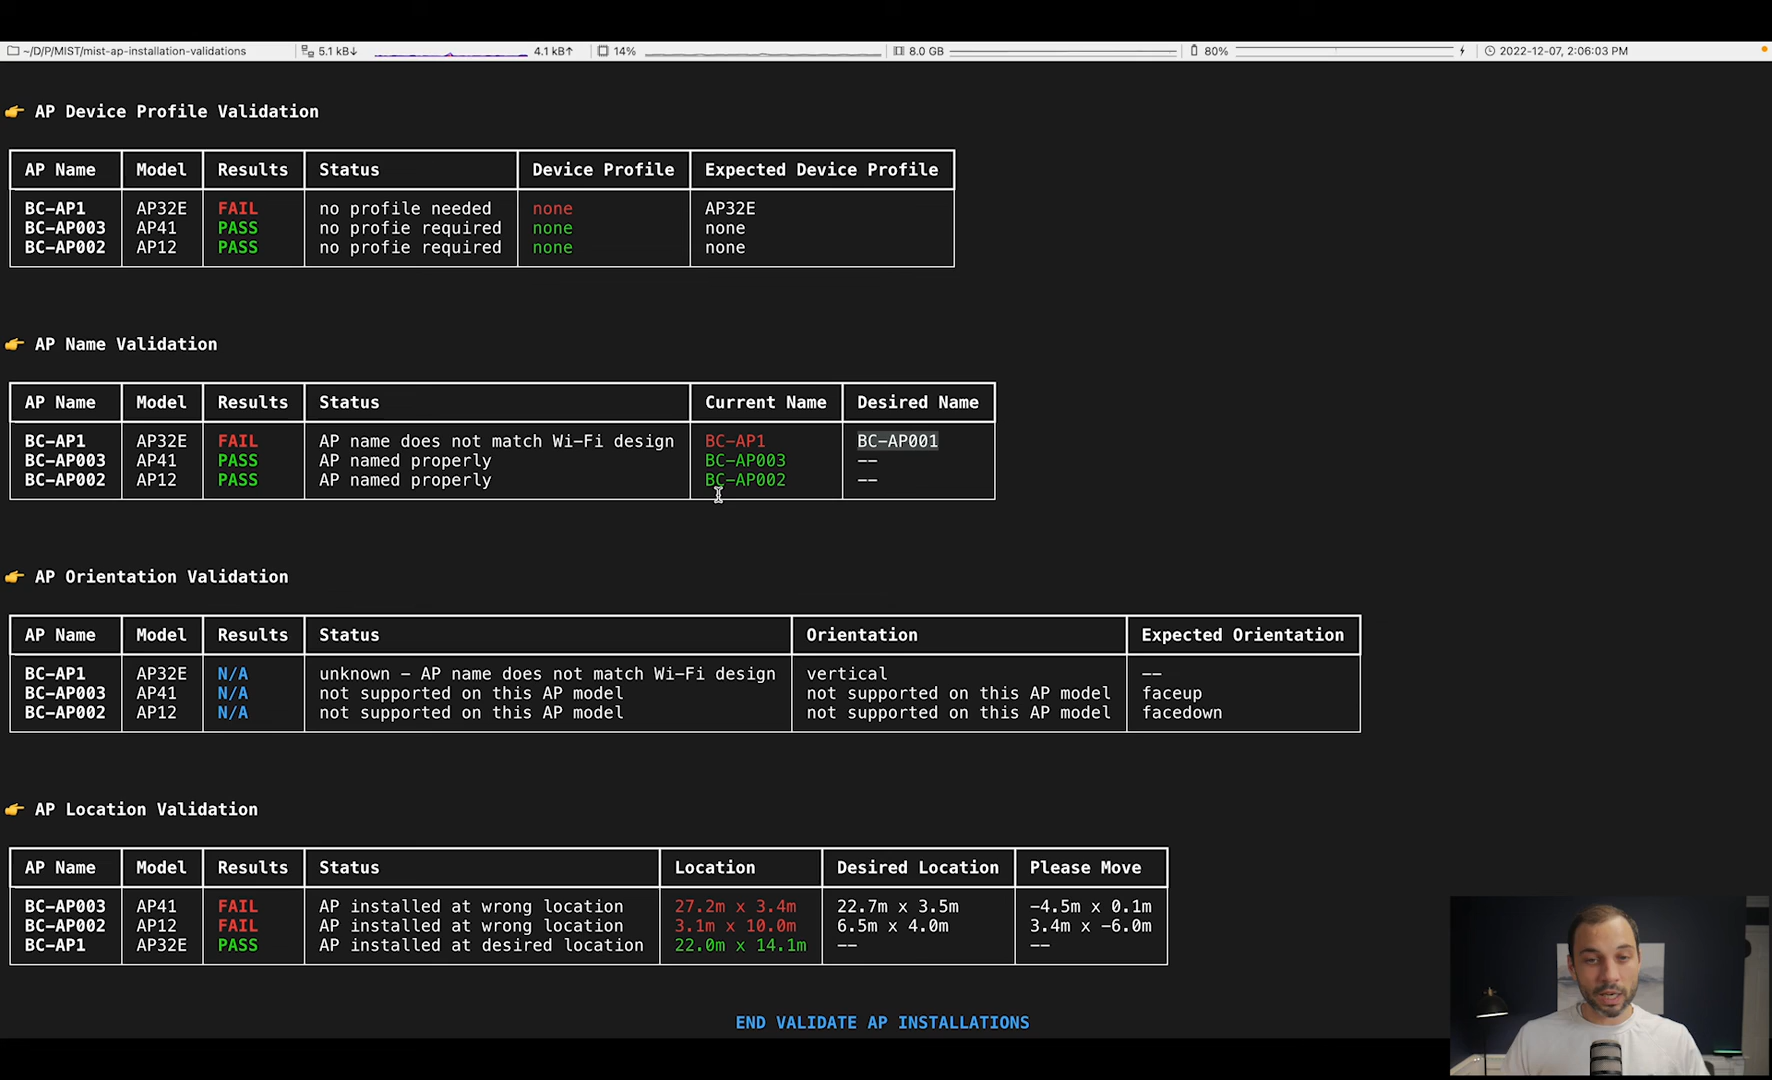 ~/D/P/MIST/mist-ap-installation-validations 5.1 kB↓ 4.1 kB↑ 14% 8.0 GB 80% 2022-12-07, 2:06:03 PM
👉 AP Device Profile Validation
AP Name Model Results Status Device Profile Expected Device Profile
BC-AP1 AP32E FAIL no profile needed none AP32E
BC-AP003 AP41 PASS no profie required none none
BC-AP002 AP12 PASS no profie required none none
👉 AP Name Validation
AP Name Model Results Status Current Name Desired Name
BC-AP1 AP32E FAIL AP name does not match Wi-Fi design BC-AP1 BC-AP001
BC-AP003 AP41 PASS AP named properly BC-AP003 --
BC-AP002 AP12 PASS AP named properly BC-AP002 --
👉 AP Orientation Validation
AP Name Model Results Status Orientation Expected Orientation
BC-AP1 AP32E N/A unknown - AP name does not match Wi-Fi design vertical --
BC-AP003 AP41 N/A not supported on this AP model not supported on this AP model faceup
BC-AP002 AP12 N/A not supported on this AP model not supported on this AP model facedown
👉 AP Location Validation
AP Name Model Results Status Location Desired Location Please Move
BC-AP003 AP41 FAIL AP installed at wrong location 27.2m x 3.4m 22.7m x 3.5m -4.5m x 0.1m
BC-AP002 AP12 FAIL AP installed at wrong location 3.1m x 10.0m 6.5m x 4.0m 3.4m x -6.0m
BC-AP1 AP32E PASS AP installed at desired location 22.0m x 14.1m -- --
END VALIDATE AP INSTALLATIONS